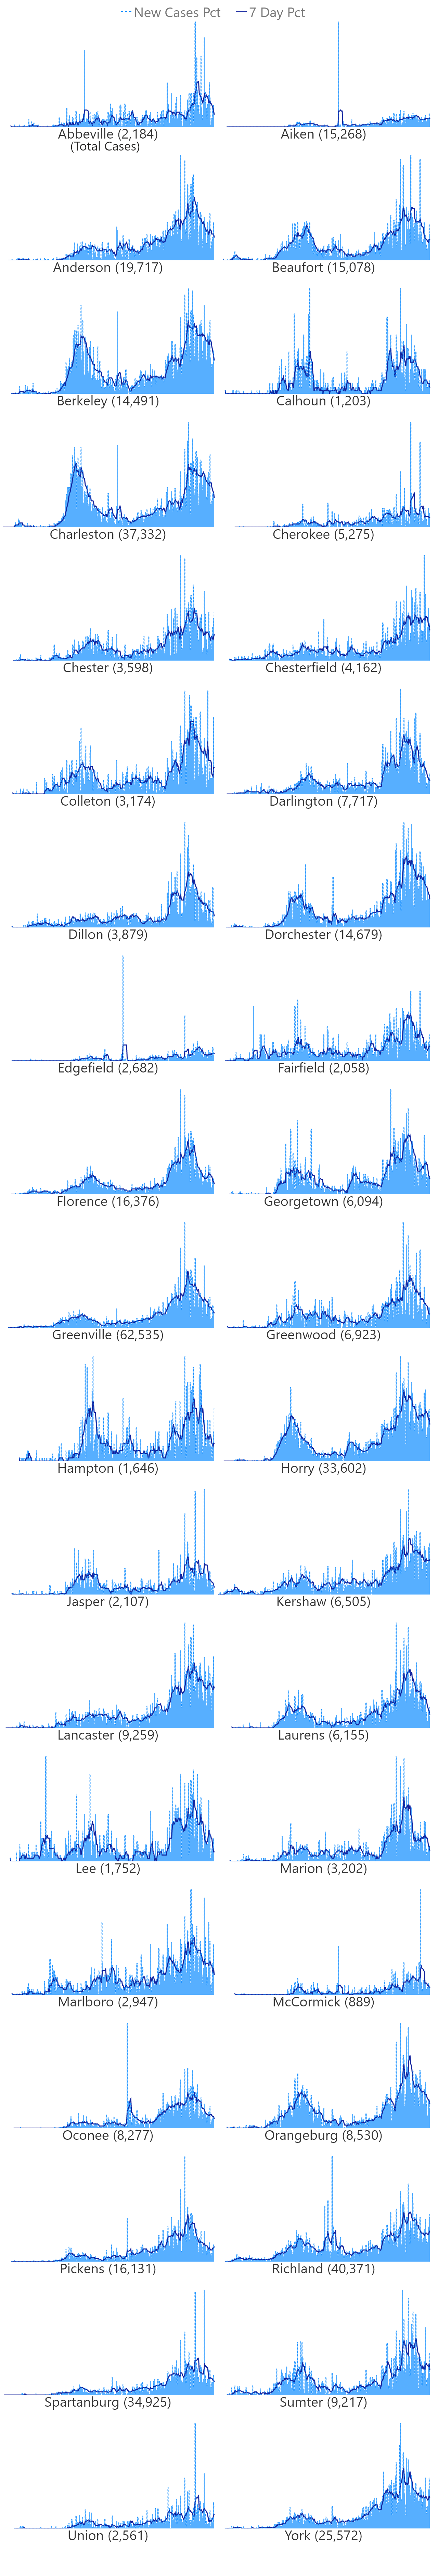 New Cases Pct 7 Day Pct
Abbeville (2,184)
(Total Cases)
Aiken (15,268)
Anderson (19,717)
Beaufort (15,078)
Berkeley (14,491)
Calhoun (1,203)
Charleston (37,332)
Cherokee (5,275)
Chester (3,598)
Chesterfield (4,162)
Colleton (3,174)
Darlington (7,717)
Dillon (3,879)
Dorchester (14,679)
Edgefield (2,682)
Fairfield (2,058)
Florence (16,376)
Georgetown (6,094)
Greenville (62,535)
Greenwood (6,923)
Hampton (1,646)
Horry (33,602)
Jasper (2,107)
Kershaw (6,505)
Lancaster (9,259)
Laurens (6,155)
Lee (1,752)
Marion (3,202)
Marlboro (2,947)
McCormick (889)
Oconee (8,277)
Orangeburg (8,530)
Pickens (16,131)
Richland (40,371)
Spartanburg (34,925)
Sumter (9,217)
Union (2,561)
York (25,572)